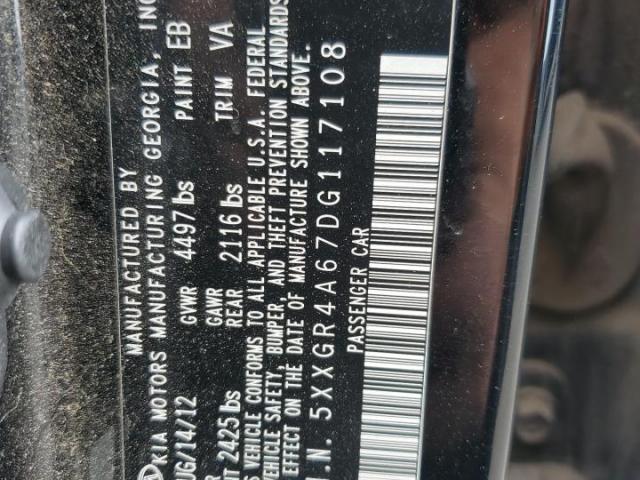 MANUFACTURED BY
KIA MOTORS MANUFACTURING GEORGIA, INC
UG/14/12 GVWR 4497 lbs PAINT EB
GAWR
2425 lbs REAR 2116 lbs TRIM VA
VEHICLE CONFORMS TO ALL APPLICABLE U.S.A. FEDERAL
VEHICLE SAFETY, BUMPER, AND THEFT PREVENTION STANDARDS
EFFECT ON THE DATE OF MANUFACTURE SHOWN ABOVE.
I.N. 5XXGR4A67DG117108
PASSENGER CAR